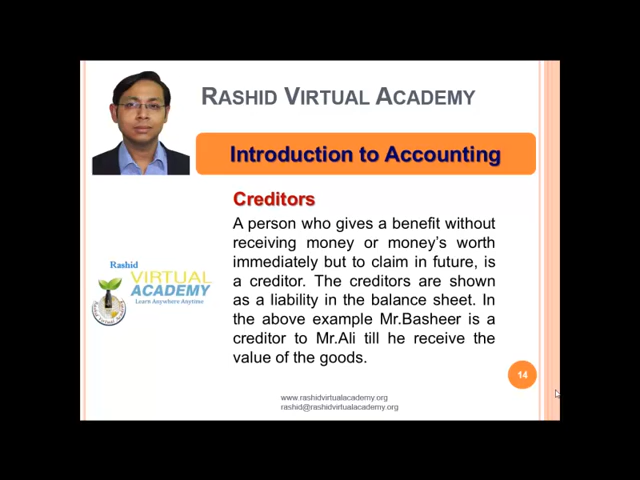 RASHID VIRTUAL ACADEMY
Introduction to Accounting
Creditors
A person who gives a benefit without
receiving money or money's worth
immediately but to claim in future, is
a creditor. The creditors are shown
as a liability in the balance sheet. In
the above example Mr.Basheer is a
creditor to Mr.Ali till he receive the
value of the goods.
Rashid
VIRTUAL
ACADEMY
Learn Anywhere Anytime
14
www.rashidvirtualacademy.org
rashid@rashidvirtualacademy.org